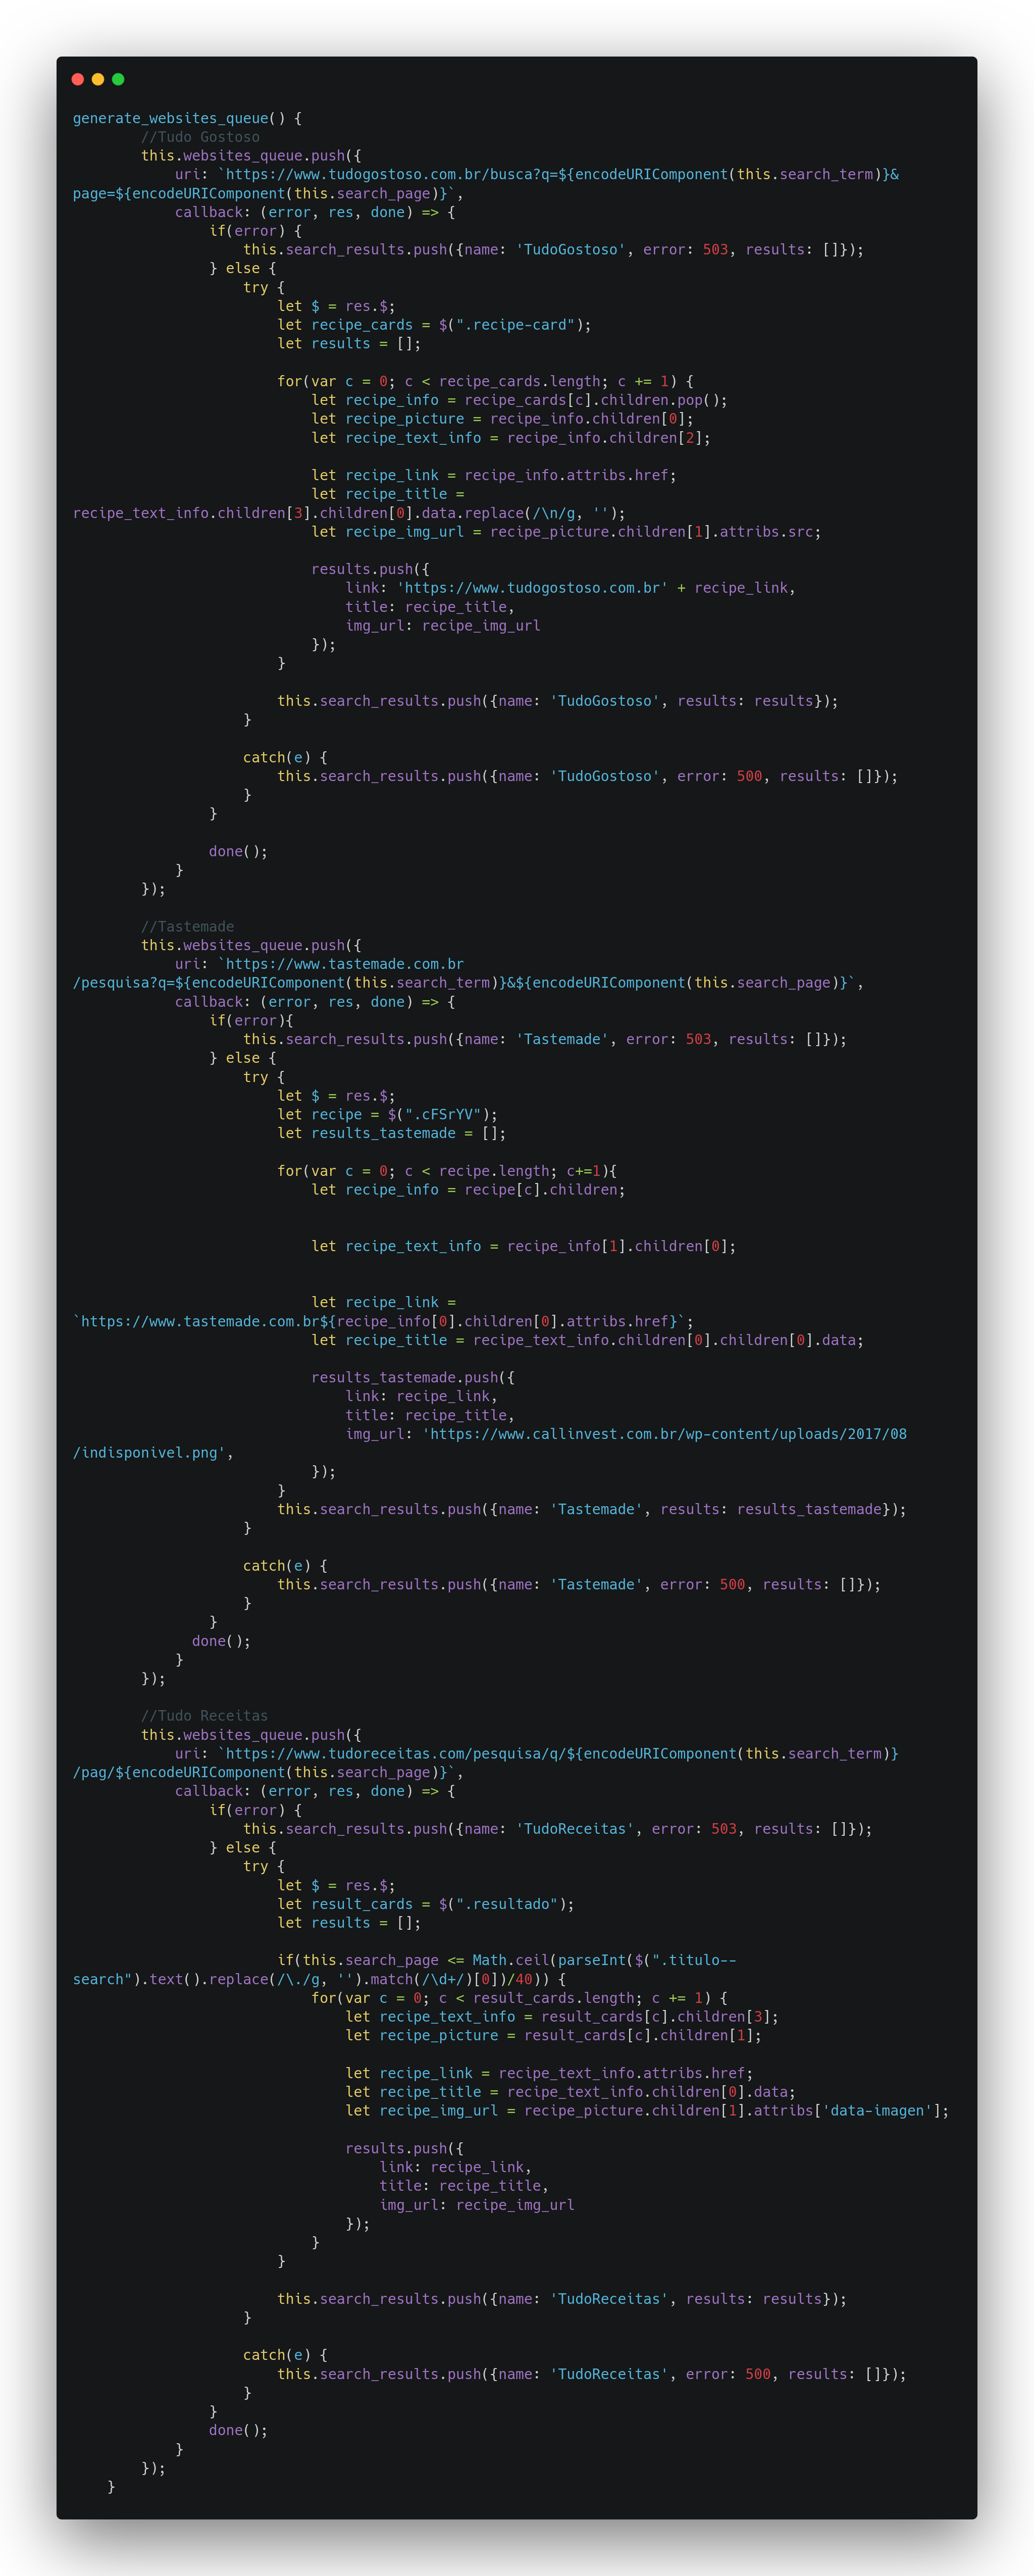 generate_websites_queue() {
        //Tudo Gostoso
        this.websites_queue.push({
            uri: `https://www.tudogostoso.com.br/busca?q=${encodeURIComponent(this.search_term)}&
page=${encodeURIComponent(this.search_page)}`,
            callback: (error, res, done) => {
                if(error) {
                    this.search_results.push({name: 'TudoGostoso', error: 503, results: []});
                } else {
                    try {
                        let $ = res.$;
                        let recipe_cards = $(".recipe-card");
                        let results = [];

                        for(var c = 0; c < recipe_cards.length; c += 1) {
                            let recipe_info = recipe_cards[c].children.pop();
                            let recipe_picture = recipe_info.children[0];
                            let recipe_text_info = recipe_info.children[2];

                            let recipe_link = recipe_info.attribs.href;
                            let recipe_title =
recipe_text_info.children[3].children[0].data.replace(/\n/g, '');
                            let recipe_img_url = recipe_picture.children[1].attribs.src;

                            results.push({
                                link: 'https://www.tudogostoso.com.br' + recipe_link,
                                title: recipe_title,
                                img_url: recipe_img_url
                            });
                        }

                        this.search_results.push({name: 'TudoGostoso', results: results});
                    }

                    catch(e) {
                        this.search_results.push({name: 'TudoGostoso', error: 500, results: []});
                    }
                }

                done();
            }
        });

        //Tastemade
        this.websites_queue.push({
            uri: `https://www.tastemade.com.br
/pesquisa?q=${encodeURIComponent(this.search_term)}&${encodeURIComponent(this.search_page)}`,
            callback: (error, res, done) => {
                if(error){
                    this.search_results.push({name: 'Tastemade', error: 503, results: []});
                } else {
                    try {
                        let $ = res.$;
                        let recipe = $(".cFSrYV");
                        let results_tastemade = [];

                        for(var c = 0; c < recipe.length; c+=1){
                            let recipe_info = recipe[c].children;


                            let recipe_text_info = recipe_info[1].children[0];


                            let recipe_link =
`https://www.tastemade.com.br${recipe_info[0].children[0].attribs.href}`;
                            let recipe_title = recipe_text_info.children[0].children[0].data;

                            results_tastemade.push({
                                link: recipe_link,
                                title: recipe_title,
                                img_url: 'https://www.callinvest.com.br/wp-content/uploads/2017/08
/indisponivel.png',
                            });
                        }
                        this.search_results.push({name: 'Tastemade', results: results_tastemade});
                    }

                    catch(e) {
                        this.search_results.push({name: 'Tastemade', error: 500, results: []});
                    }
                }
              done();
            }
        });

        //Tudo Receitas
        this.websites_queue.push({
            uri: `https://www.tudoreceitas.com/pesquisa/q/${encodeURIComponent(this.search_term)}
/pag/${encodeURIComponent(this.search_page)}`,
            callback: (error, res, done) => {
                if(error) {
                    this.search_results.push({name: 'TudoReceitas', error: 503, results: []});
                } else {
                    try {
                        let $ = res.$;
                        let result_cards = $(".resultado");
                        let results = [];

                        if(this.search_page <= Math.ceil(parseInt($(".titulo--
search").text().replace(/\./g, '').match(/\d+/)[0])/40)) {
                            for(var c = 0; c < result_cards.length; c += 1) {
                                let recipe_text_info = result_cards[c].children[3];
                                let recipe_picture = result_cards[c].children[1];

                                let recipe_link = recipe_text_info.attribs.href;
                                let recipe_title = recipe_text_info.children[0].data;
                                let recipe_img_url = recipe_picture.children[1].attribs['data-imagen'];

                                results.push({
                                    link: recipe_link,
                                    title: recipe_title,
                                    img_url: recipe_img_url
                                });
                            }
                        }

                        this.search_results.push({name: 'TudoReceitas', results: results});
                    }

                    catch(e) {
                        this.search_results.push({name: 'TudoReceitas', error: 500, results: []});
                    }
                }
                done();
            }
        });
    }